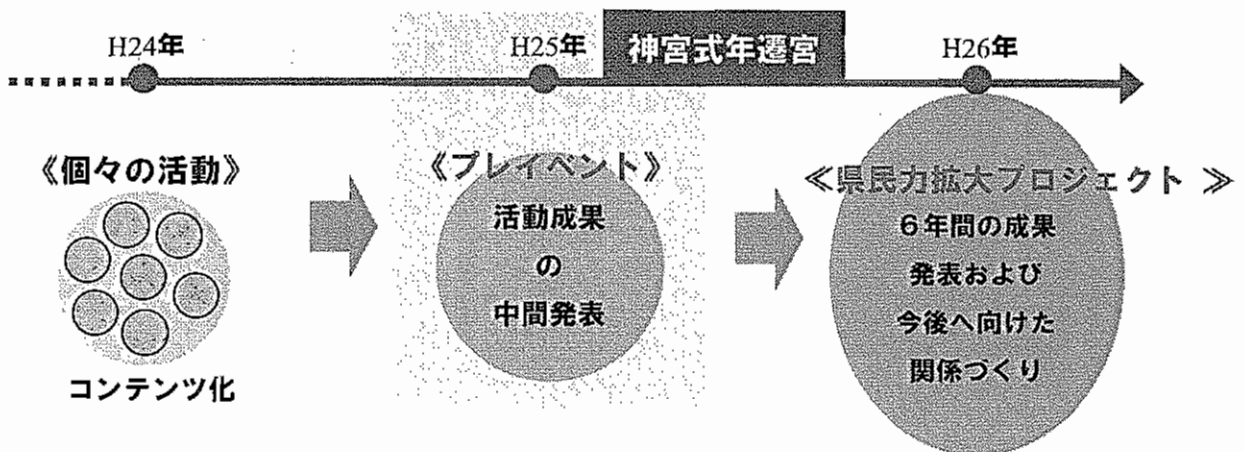 H24年
H25年
神宮式年遷宮
H26年
《個々の活動》
コンテンツ化
《プレイベント》
活動成果
の
中間発表
≪県民力拡大プロジェクト ≫
６年間の成果
発表および
今後へ向けた
関係づくり